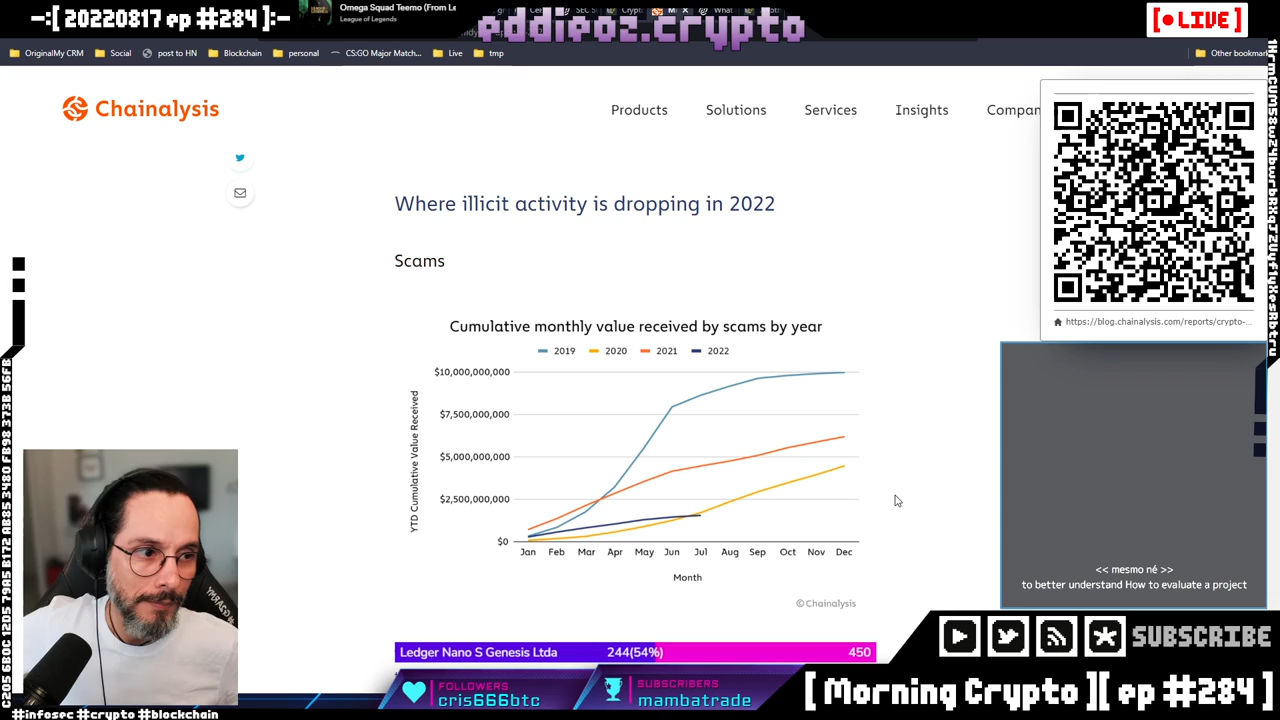 -:[ 20220817 ep #284 ]:-
Omega Squad Teemo (From Le
League of Legends
eddieoz.crypto
[ ● LIVE ]
OriginalMy CRM
Social
post to HN
Blockchain
personal
CS:GO Major Match...
Live
tmp
Other bookmar
Chainalysis
Products
Solutions
Services
Insights
Compan
Where illicit activity is dropping in 2022
Scams
Cumulative monthly value received by scams by year
2019 2020 2021 2022
YTD Cumulative Value Received
$10,000,000,000
$7,500,000,000
$5,000,000,000
$2,500,000,000
$0
Jan Feb Mar Apr May Jun Jul Aug Sep Oct Nov Dec
Month
© Chainalysis
https://blog.chainalysis.com/reports/crypto-...
<< mesmo né >>
to better understand How to evaluate a project
Ledger Nano S Genesis Ltda 244(54%) 450
FOLLOWERS
cris666btc
SUBSCRIBERS
mambatrade
SUBSCRIBE
[ Morning Crypto ][ ep #284 ]
#infosec #crypto #blockchain